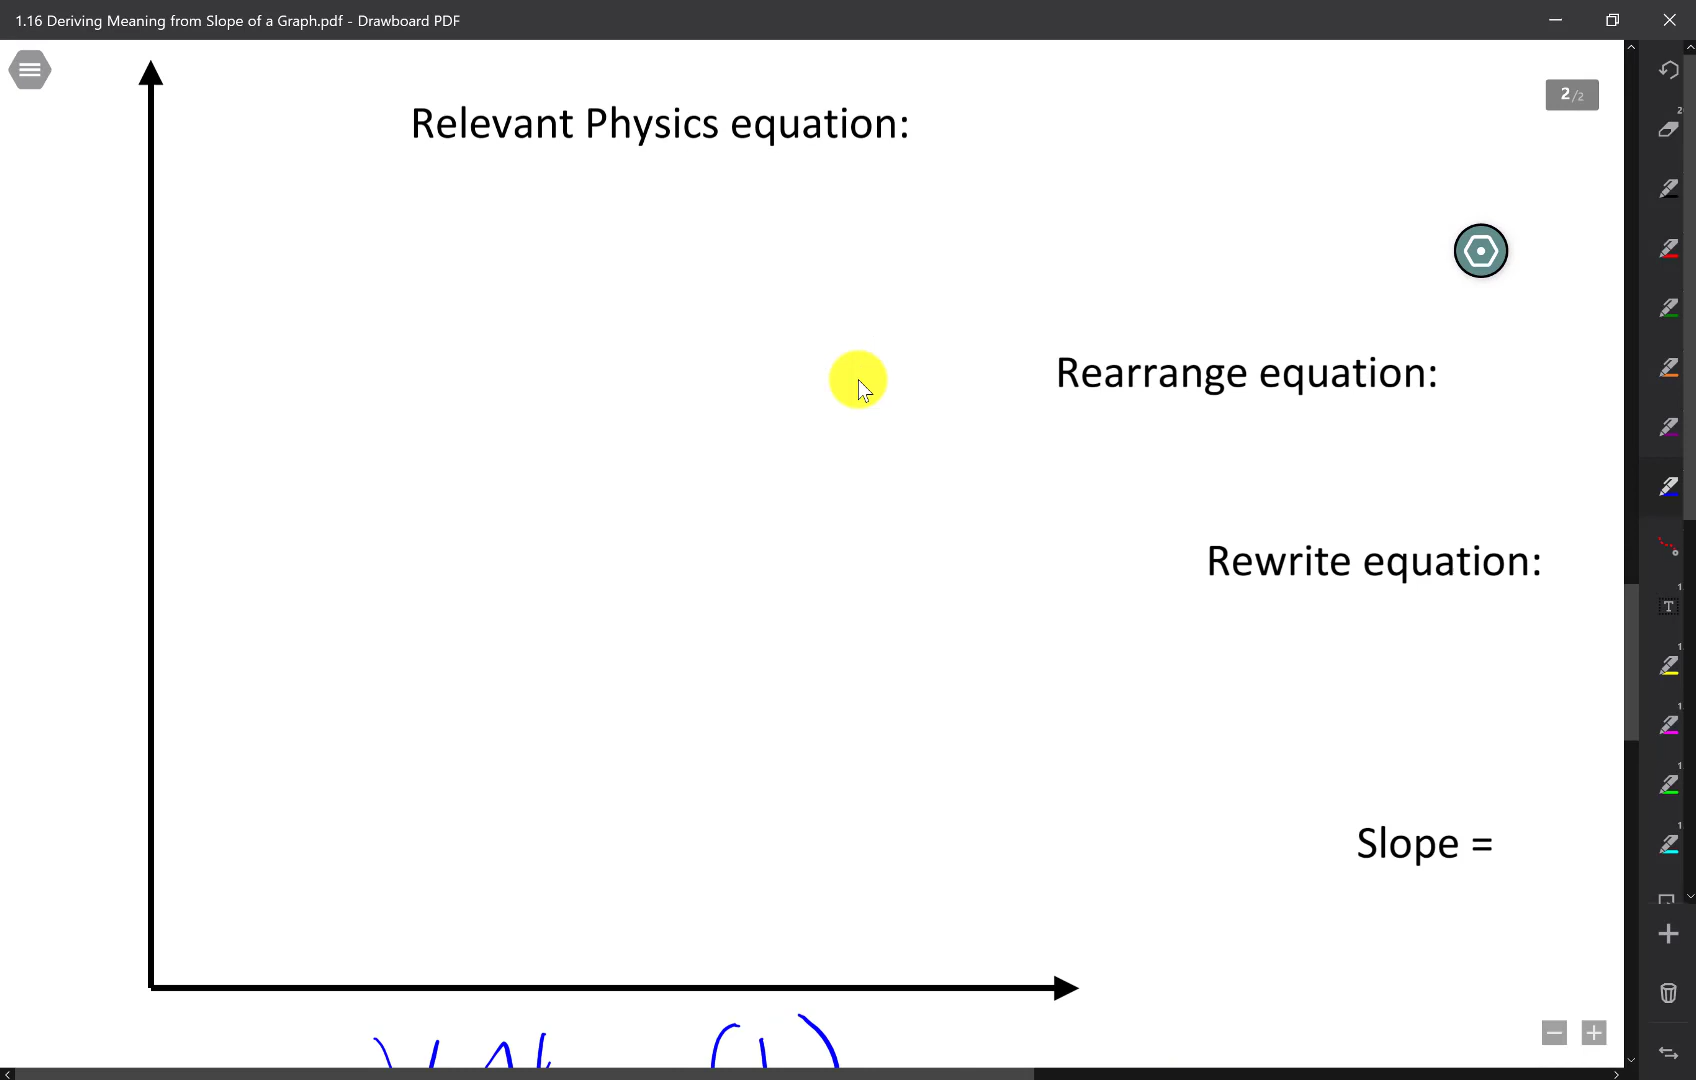 1.16 Deriving Meaning from Slope of a Graph.pdf - Drawboard PDF
2/2
Relevant Physics equation:
Rearrange equation:
Rewrite equation:
Slope =